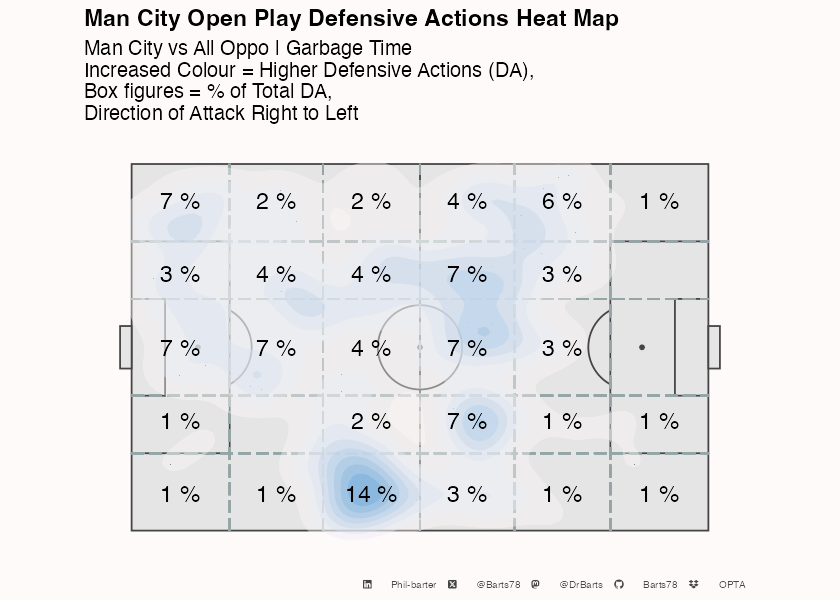 Man City Open Play Defensive Actions Heat Map
Man City vs All Oppo | Garbage Time
Increased Colour = Higher Defensive Actions (DA),
Box figures = % of Total DA,
Direction of Attack Right to Left
7 % 2 % 2 % 4 % 6 % 1 %
3 % 4 % 4 % 7 % 3 %
7 % 7 % 4 % 7 % 3 %
1 % 2 % 7 % 1 % 1 %
1 % 1 % 14 % 3 % 1 % 1 %
Phil-barter @Barts78 @DrBarts Barts78 OPTA